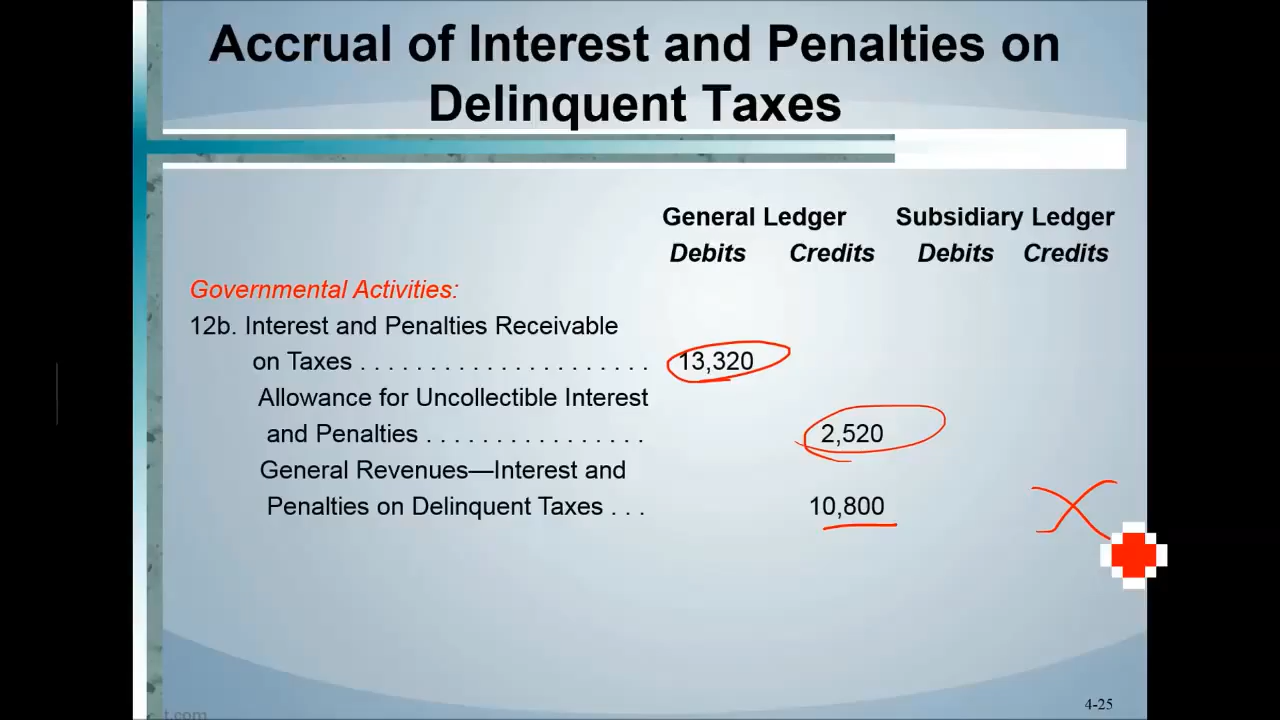 Accrual of Interest and Penalties on
Delinquent Taxes
General Ledger Subsidiary Ledger
Debits Credits Debits Credits
Governmental Activities:
12b. Interest and Penalties Receivable
on Taxes . . . . . . . . . . . . . . . . . . . . . 13,320
Allowance for Uncollectible Interest
and Penalties . . . . . . . . . . . . . . . . 2,520
General Revenues—Interest and
Penalties on Delinquent Taxes . . . 10,800
4-25
t.com